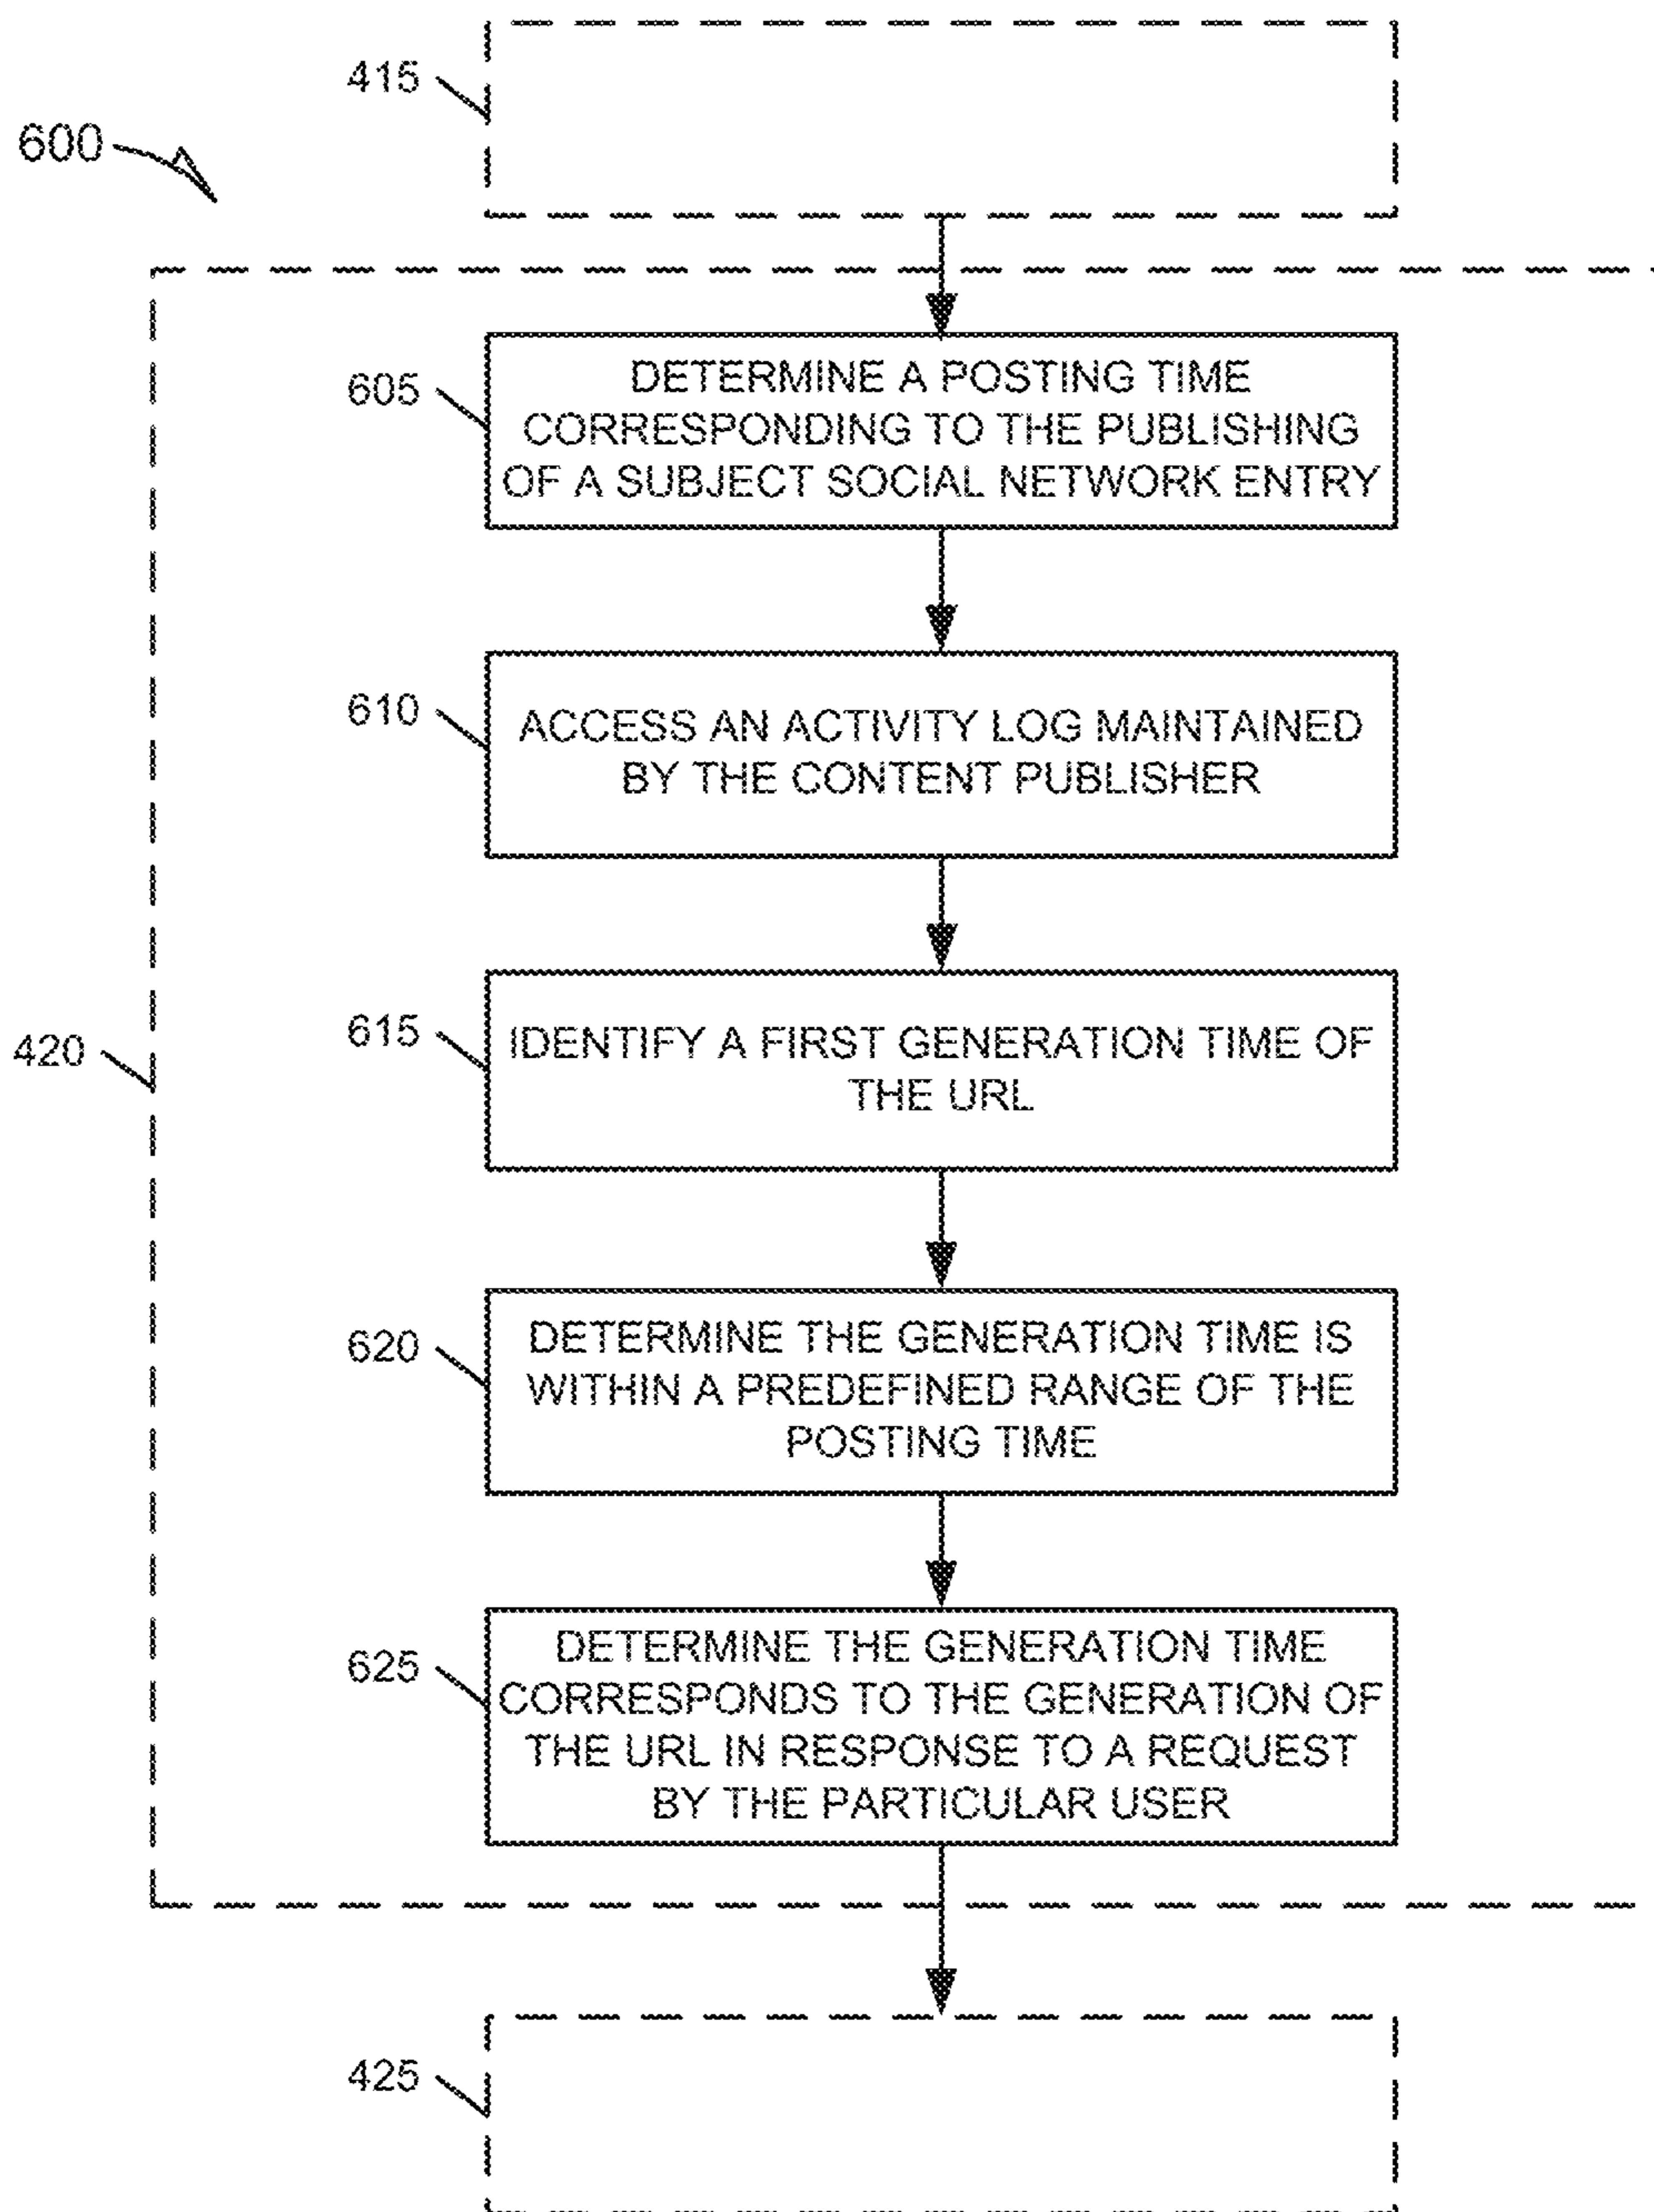 415
600
605
DETERMINE A POSTING TIME
CORRESPONDING TO THE PUBLISHING
OF A SUBJECT SOCIAL NETWORK ENTRY
610
ACCESS AN ACTIVITY LOG MAINTAINED
BY THE CONTENT PUBLISHER
420
615
IDENTIFY A FIRST GENERATION TIME OF
THE URL
620
DETERMINE THE GENERATION TIME IS
WITHIN A PREDEFINED RANGE OF THE
POSTING TIME
625
DETERMINE THE GENERATION TIME
CORRESPONDS TO THE GENERATION OF
THE URL IN RESPONSE TO A REQUEST
BY THE PARTICULAR USER
425